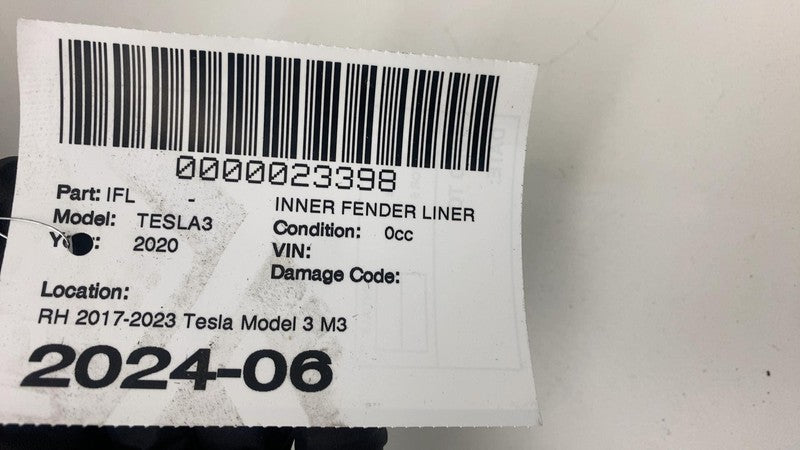 0000023398
Part: IFL - INNER FENDER LINER
Model: TESLA3 Condition: 0cc
2020 VIN:
Damage Code:
Location:
RH 2017-2023 Tesla Model 3 M3
2024-06